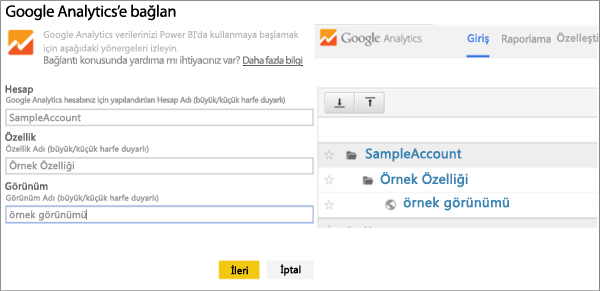 Google Analytics'e bağlan
Google Analytics verilerinizi Power BI'da kullanmaya başlamak
için aşağıdaki yönergeleri izleyin.
Bağlantı konusunda yardıma mı ihtiyacınız var? Daha fazla bilgi
Hesap
Google Analytics hesabınız için yapılandırılan Hesap Adı (büyük/küçük harfe duyarlı)
SampleAccount
Özellik
Özellik Adı (büyük/küçük harfe duyarlı)
Örnek Özelliği
Görünüm
Görünüm Adı (büyük/küçük harfe duyarlı)
örnek görünümü
İleri İptal
Google Analytics Giriş Raporlama Özelleşti
SampleAccount
Örnek Özelliği
örnek görünümü